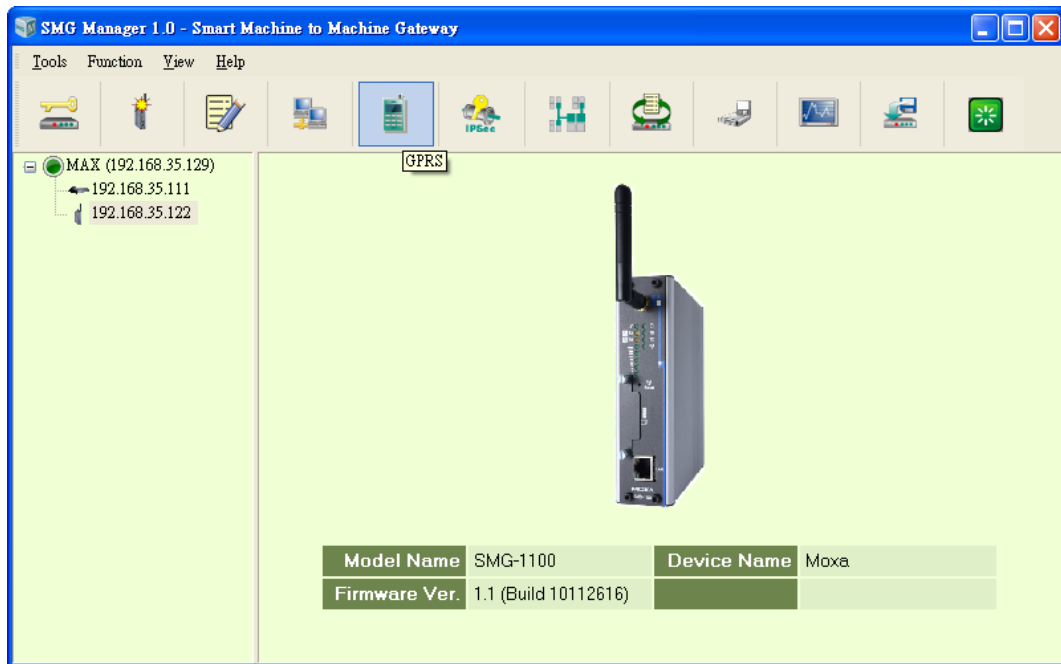 SMG Manager 1.0 - Smart Machine to Machine Gateway
Tools Function View Help
IPSec
GPRS
MAX (192.168.35.129)
192.168.35.111
192.168.35.122
MOXA
Model Name SMG-1100 Device Name Moxa
Firmware Ver. 1.1 (Build 10112616)